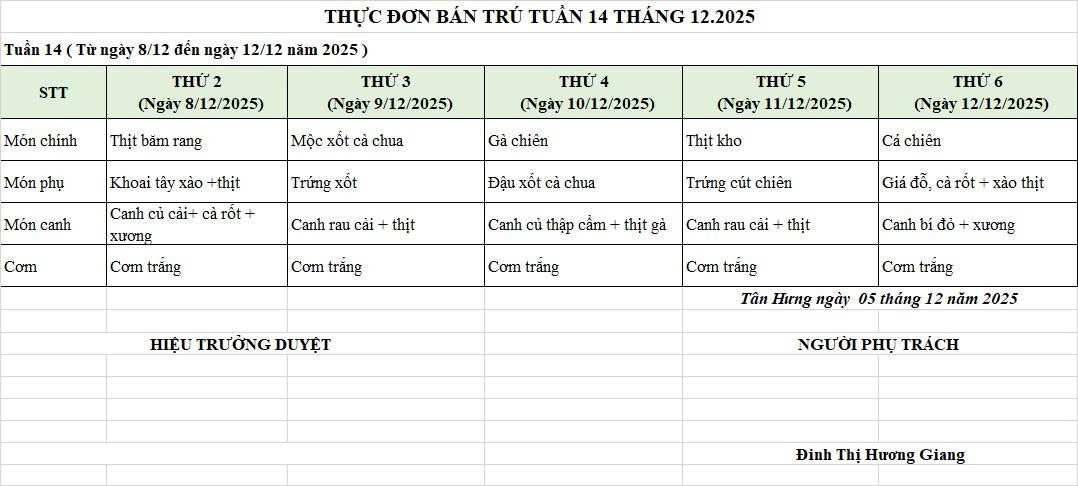 THỰC ĐƠN BÁN TRÚ TUẦN 14 THÁNG 12.2025
Tuần 14 ( Từ ngày 8/12 đến ngày 12/12 năm 2025 )
STT THỨ 2 (Ngày 8/12/2025) THỨ 3 (Ngày 9/12/2025) THỨ 4 (Ngày 10/12/2025) THỨ 5 (Ngày 11/12/2025) THỨ 6 (Ngày 12/12/2025)
Món chính Thịt băm rang Mộc xốt cà chua Gà chiên Thịt kho Cá chiên
Món phụ Khoai tây xào +thịt Trứng xốt Đậu xốt cà chua Trứng cút chiên Giá đỗ, cà rốt + xào thịt
Món canh Canh củ cải+ cà rốt + xương Canh rau cải + thịt Canh củ thập cẩm + thịt gà Canh rau cải + thịt Canh bí đỏ + xương
Cơm Cơm trắng Cơm trắng Cơm trắng Cơm trắng Cơm trắng
Tân Hưng ngày 05 tháng 12 năm 2025
HIỆU TRƯỞNG DUYỆT NGƯỜI PHỤ TRÁCH
Đinh Thị Hương Giang